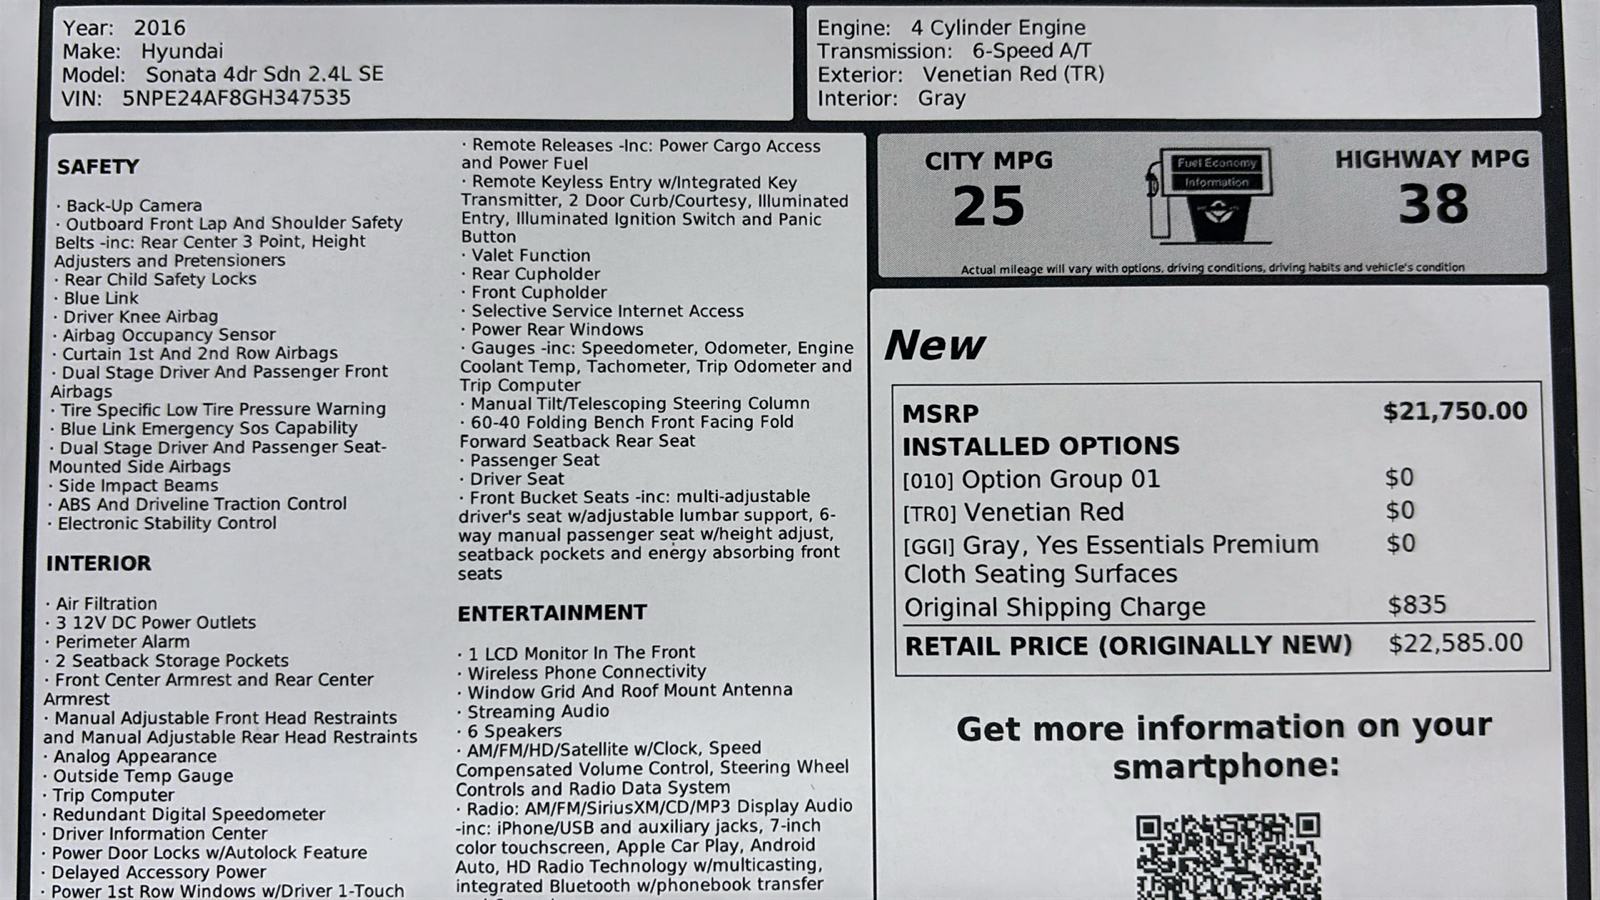 Year: 2016
Make: Hyundai
Model: Sonata 4dr Sdn 2.4L SE
VIN: 5NPE24AF8GH347535
Engine: 4 Cylinder Engine
Transmission: 6-Speed A/T
Exterior: Venetian Red (TR)
Interior: Gray
SAFETY
· Back-Up Camera
· Outboard Front Lap And Shoulder Safety
Belts -inc: Rear Center 3 Point, Height
Adjusters and Pretensioners
· Rear Child Safety Locks
· Blue Link
· Driver Knee Airbag
· Airbag Occupancy Sensor
· Curtain 1st And 2nd Row Airbags
· Dual Stage Driver And Passenger Front
Airbags
· Tire Specific Low Tire Pressure Warning
· Blue Link Emergency Sos Capability
· Dual Stage Driver And Passenger Seat-
Mounted Side Airbags
· Side Impact Beams
· ABS And Driveline Traction Control
· Electronic Stability Control
INTERIOR
· Air Filtration
· 3 12V DC Power Outlets
· Perimeter Alarm
· 2 Seatback Storage Pockets
· Front Center Armrest and Rear Center
Armrest
· Manual Adjustable Front Head Restraints
and Manual Adjustable Rear Head Restraints
· Analog Appearance
· Outside Temp Gauge
· Trip Computer
· Redundant Digital Speedometer
· Driver Information Center
· Power Door Locks w/Autolock Feature
· Delayed Accessory Power
· Power 1st Row Windows w/Driver 1-Touch
· Remote Releases -Inc: Power Cargo Access
and Power Fuel
· Remote Keyless Entry w/Integrated Key
Transmitter, 2 Door Curb/Courtesy, Illuminated
Entry, Illuminated Ignition Switch and Panic
Button
· Valet Function
· Rear Cupholder
· Front Cupholder
· Selective Service Internet Access
· Power Rear Windows
· Gauges -inc: Speedometer, Odometer, Engine
Coolant Temp, Tachometer, Trip Odometer and
Trip Computer
· Manual Tilt/Telescoping Steering Column
· 60-40 Folding Bench Front Facing Fold
Forward Seatback Rear Seat
· Passenger Seat
· Driver Seat
· Front Bucket Seats -inc: multi-adjustable
driver's seat w/adjustable lumbar support, 6-
way manual passenger seat w/height adjust,
seatback pockets and energy absorbing front
seats
ENTERTAINMENT
· 1 LCD Monitor In The Front
· Wireless Phone Connectivity
· Window Grid And Roof Mount Antenna
· Streaming Audio
· 6 Speakers
· AM/FM/HD/Satellite w/Clock, Speed
Compensated Volume Control, Steering Wheel
Controls and Radio Data System
· Radio: AM/FM/SiriusXM/CD/MP3 Display Audio
-inc: iPhone/USB and auxiliary jacks, 7-inch
color touchscreen, Apple Car Play, Android
Auto, HD Radio Technology w/multicasting,
integrated Bluetooth w/phonebook transfer
CITY MPG
25
Fuel Economy
Information
HIGHWAY MPG
38
Actual mileage will vary with options, driving conditions, driving habits and vehicle's condition
New
MSRP $21,750.00
INSTALLED OPTIONS
[010] Option Group 01 $0
[TR0] Venetian Red $0
[GGI] Gray, Yes Essentials Premium $0
Cloth Seating Surfaces
Original Shipping Charge $835
RETAIL PRICE (ORIGINALLY NEW) $22,585.00
Get more information on your
smartphone: